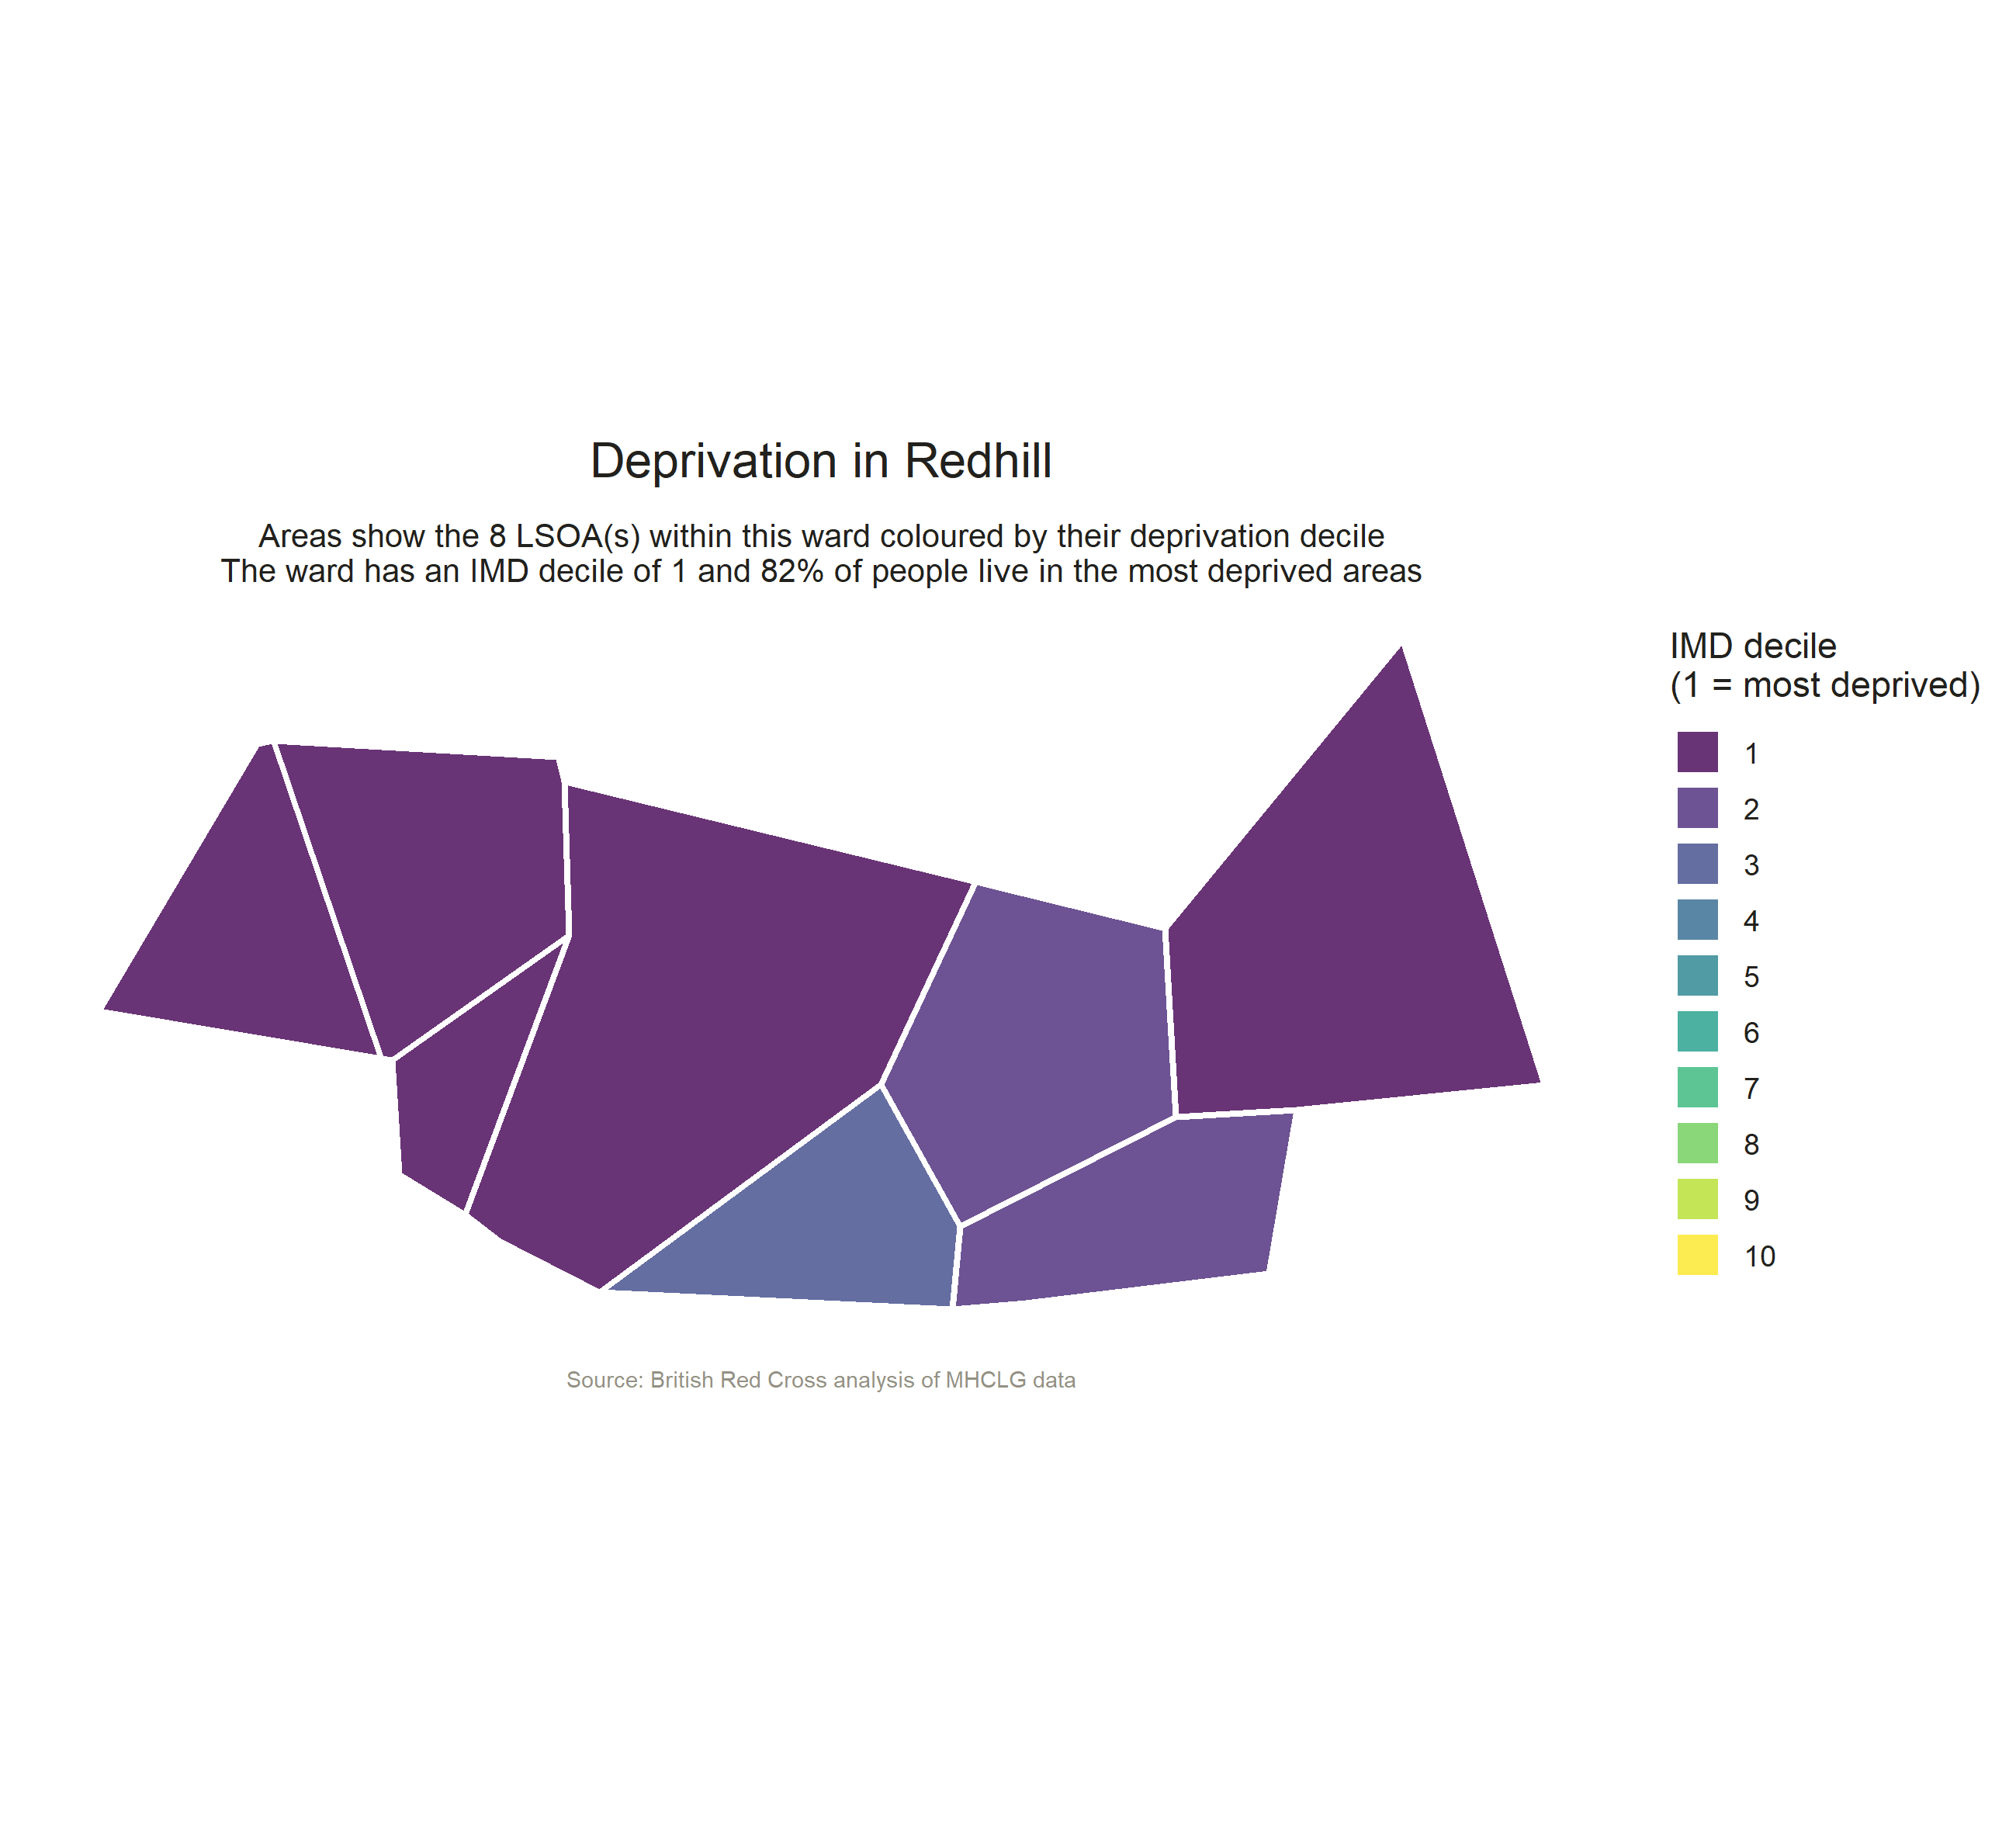 Deprivation in Redhill
Areas show the 8 LSOA(s) within this ward coloured by their deprivation decile
The ward has an IMD decile of 1 and 82% of people live in the most deprived areas
IMD decile
(1 = most deprived)
1
2
3
4
5
6
7
8
9
10
Source: British Red Cross analysis of MHCLG data